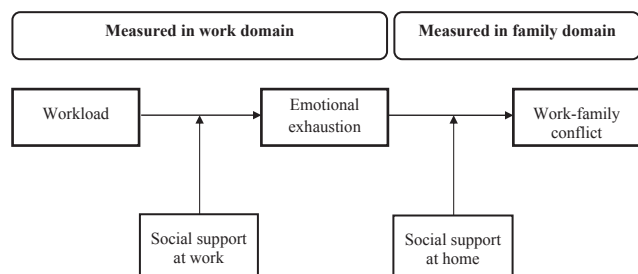 Measured in work domain
Measured in family domain
Workload
Emotional
exhaustion
Work-family
conflict
Social support
at work
Social support
at home